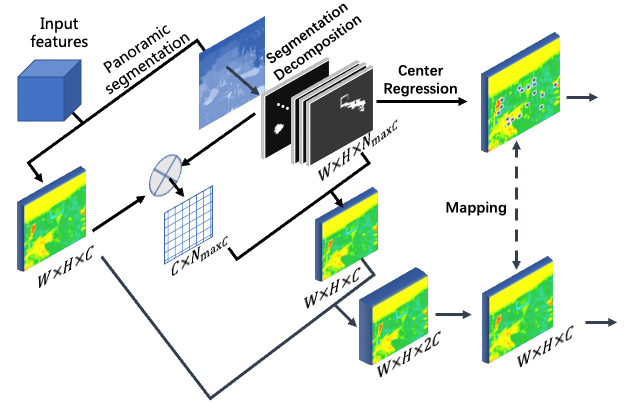 Input
features
Panoramic
segmentation
Segmentation
Decomposition
Center
Regression
W×H×N_maxC
W×H×C
C×N_maxC
Mapping
W×H×C
W×H×2C
W×H×C